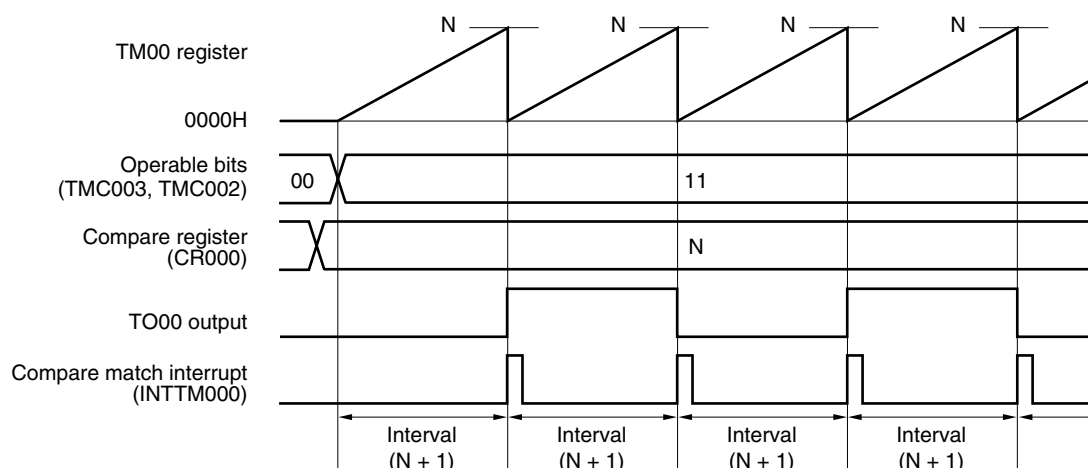 N N N N
TM00 register
0000H
Operable bits
(TMC003, TMC002)
00
11
Compare register
(CR000)
N
TO00 output
Compare match interrupt
(INTTM000)
Interval
(N + 1)
Interval
(N + 1)
Interval
(N + 1)
Interval
(N + 1)